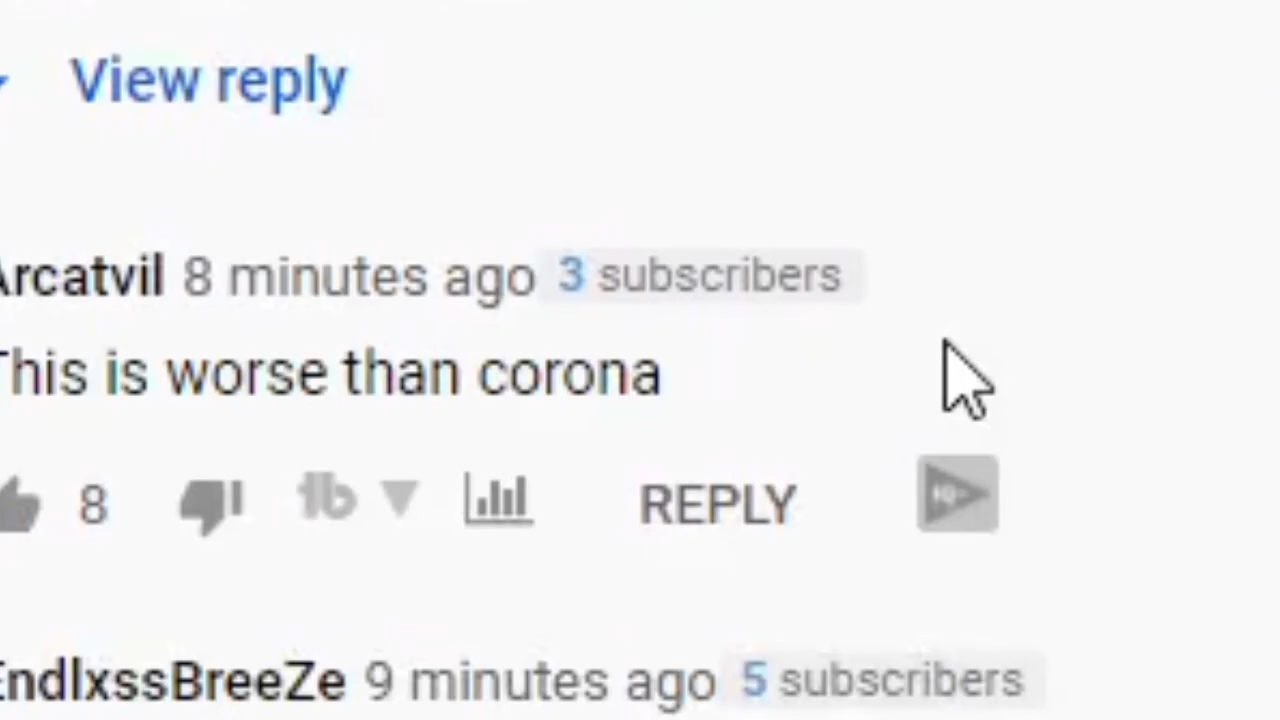 View reply
Arcatvil 8 minutes ago 3 subscribers
This is worse than corona
8 REPLY
EndlxssBreeZe 9 minutes ago 5 subscribers